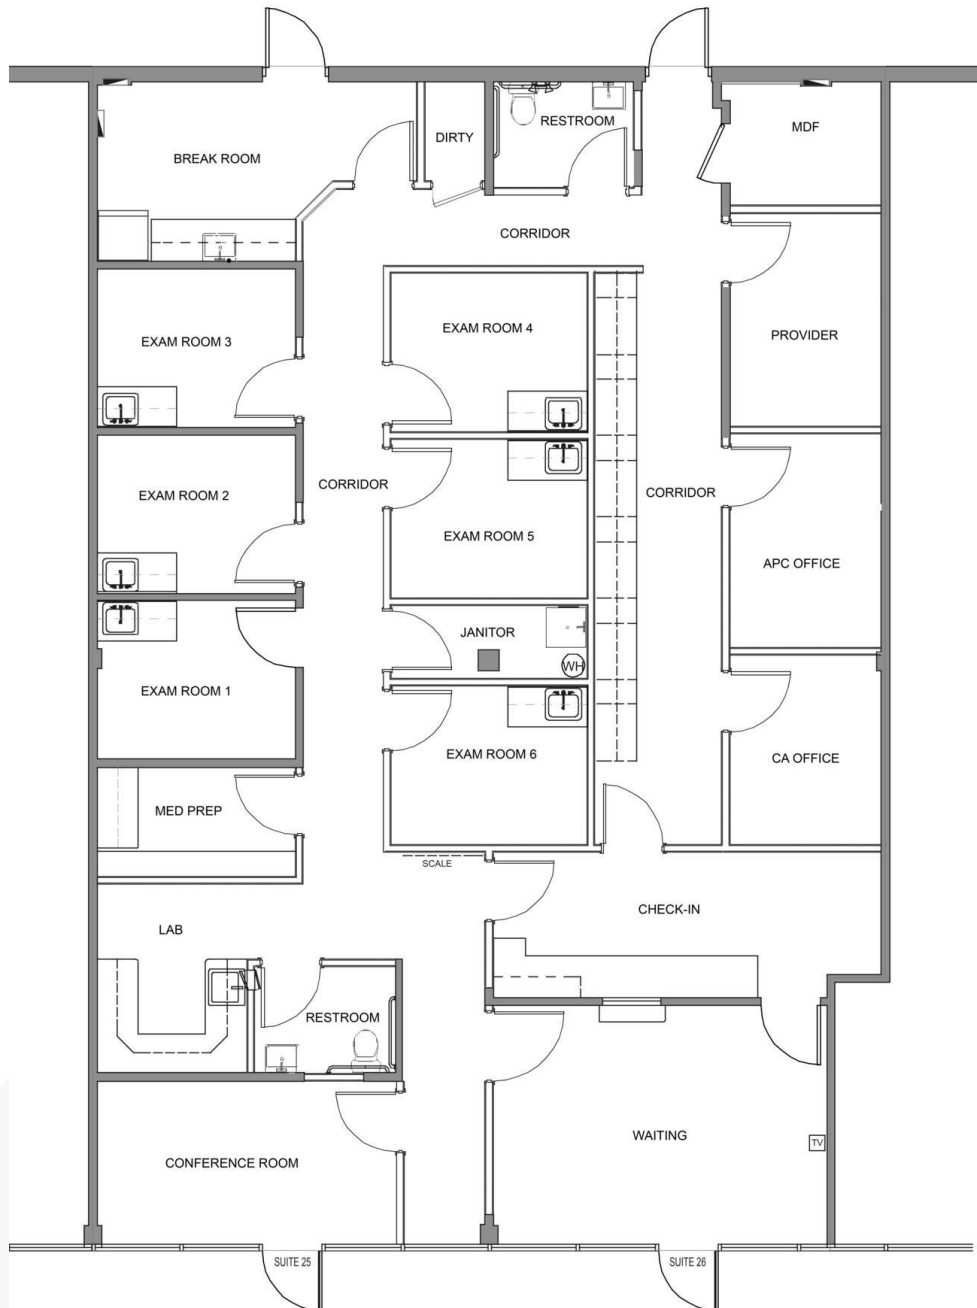 RESTROOM
MDF
DIRTY
BREAK ROOM
CORRIDOR
EXAM ROOM 4
PROVIDER
EXAM ROOM 3
CORRIDOR
CORRIDOR
EXAM ROOM 2
EXAM ROOM 5
APC OFFICE
JANITOR
WH
EXAM ROOM 1
EXAM ROOM 6
CA OFFICE
MED PREP
SCALE
CHECK-IN
LAB
RESTROOM
WAITING
TV
CONFERENCE ROOM
SUITE 25
SUITE 26